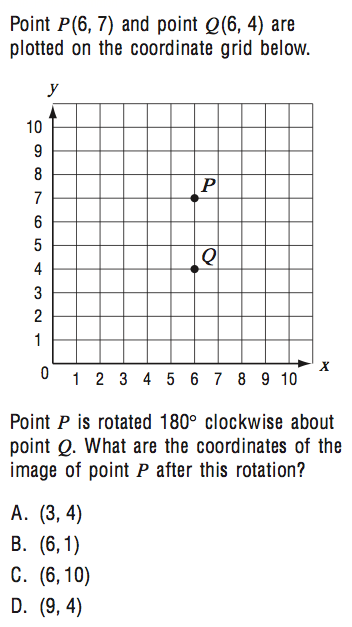 Point P(6, 7) and point Q(6, 4) are
plotted on the coordinate grid below.
y
10
9
8
7
6
5
4
3
2
1
P
Q
0
1 2 3 4 5 6 7 8 9 10
x
Point P is rotated 180° clockwise about
point Q. What are the coordinates of the
image of point P after this rotation?
A. (3, 4)
B. (6, 1)
C. (6, 10)
D. (9, 4)